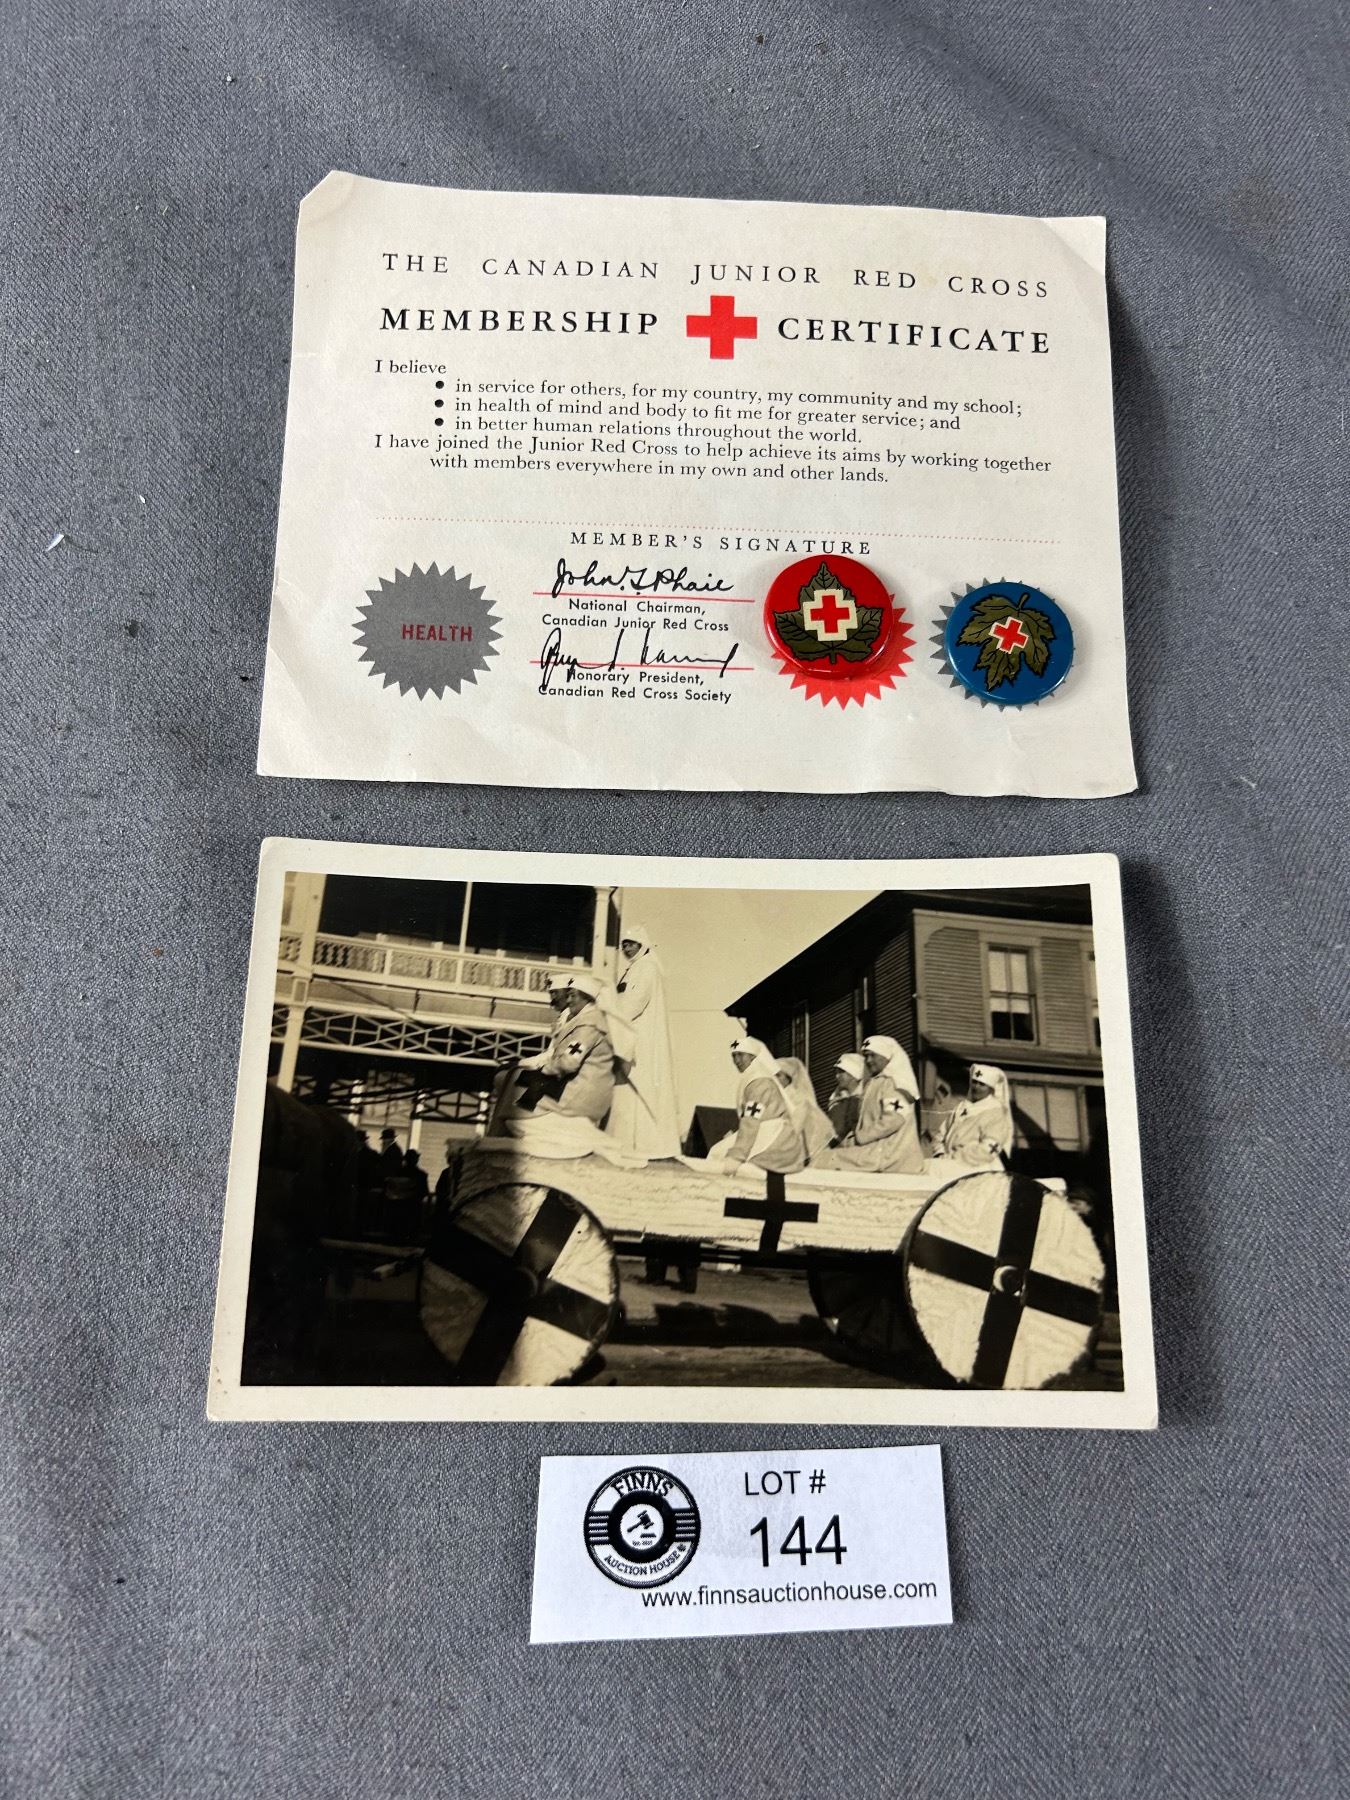 THE CANADIAN JUNIOR RED CROSS
MEMBERSHIP CERTIFICATE
I believe
• in service for others, for my country, my community and my school;
• in health of mind and body to fit me for greater service; and
• in better human relations throughout the world.
I have joined the Junior Red Cross to help achieve its aims by working together
with members everywhere in my own and other lands.
MEMBER'S SIGNATURE
HEALTH
John
National Chairman,
Canadian Junior Red Cross
Honorary President,
Canadian Red Cross Society
FINNS
AUCTION HOUSE
LOT #
144
www.finnsauctionhouse.com